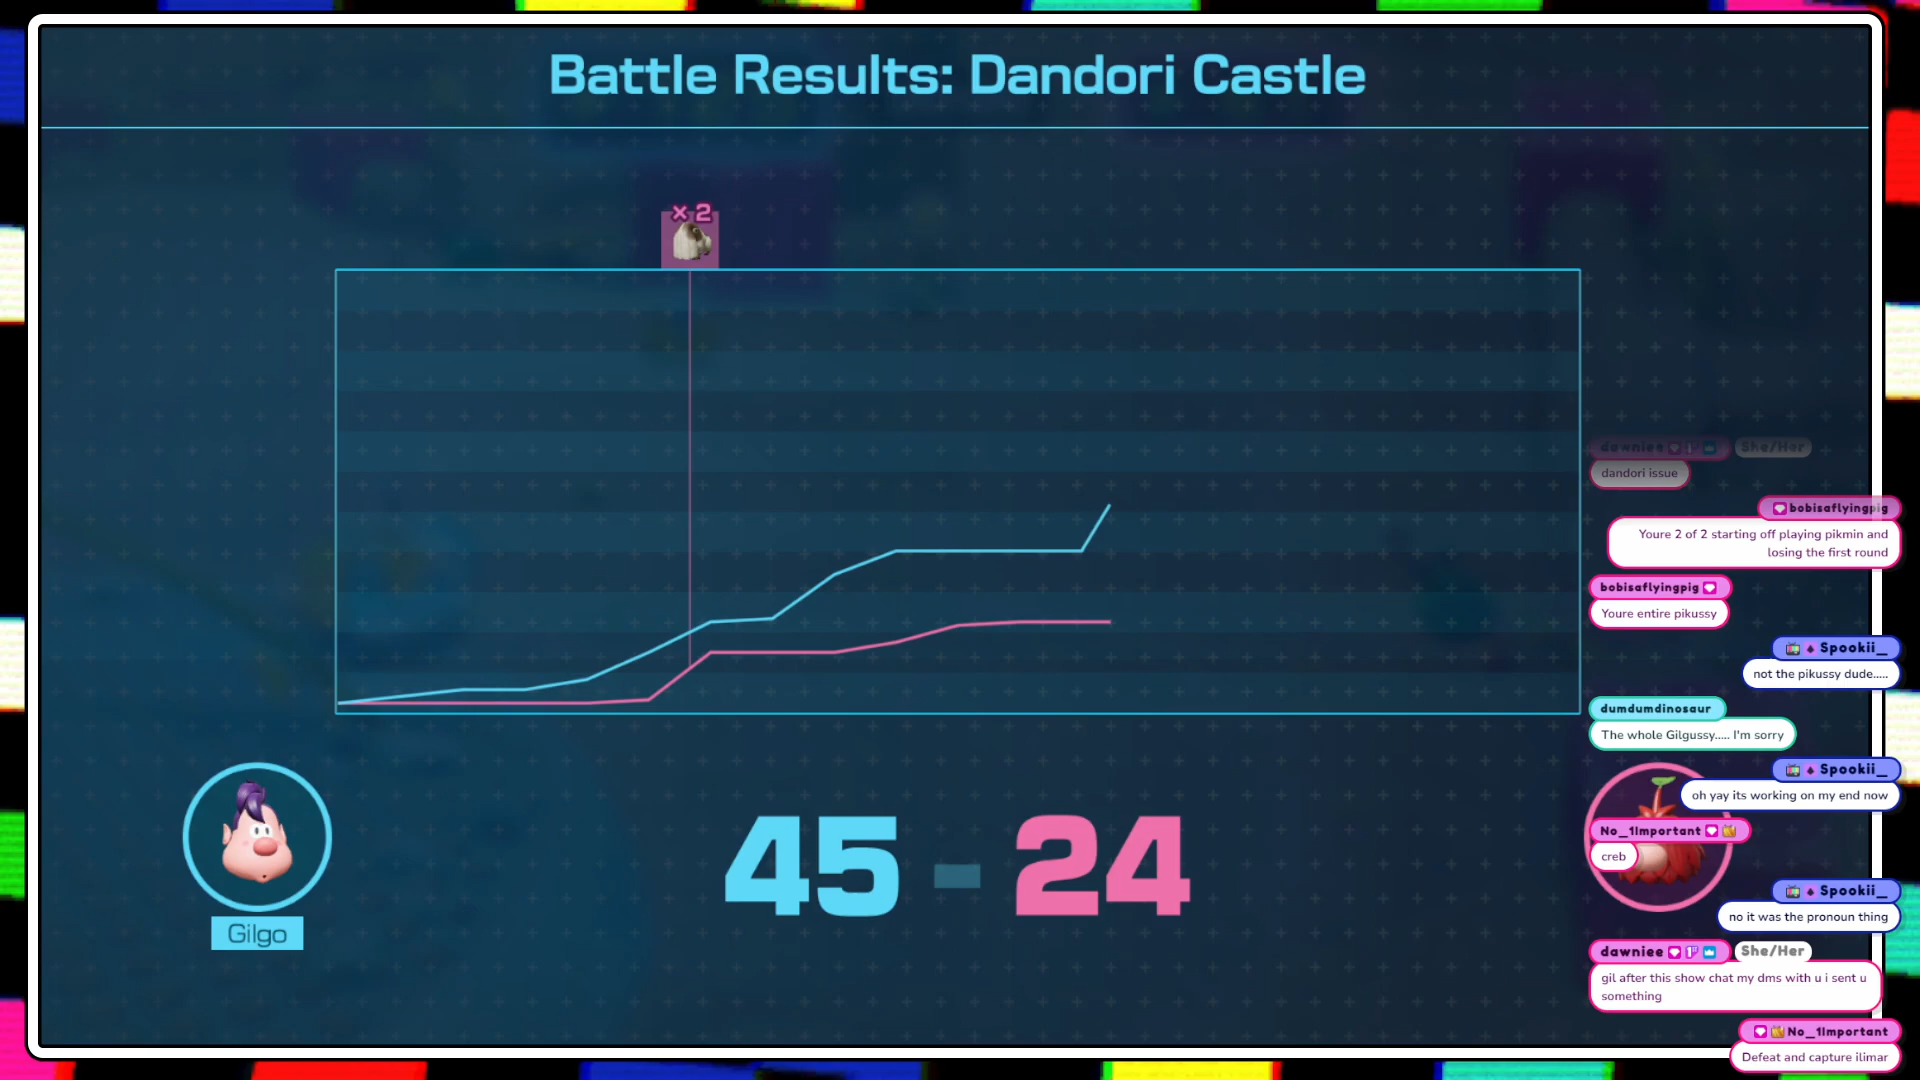 Battle Results: Dandori Castle
× 2
45 - 24
Gilgo
dawniee She/Her
dandori issue
bobisaflyingpig
Youre 2 of 2 starting off playing pikmin and
losing the first round
bobisaflyingpig
Youre entire pikussy
Spookii_
not the pikussy dude.....
dumdumdinosaur
The whole Gilgussy..... I'm sorry
Spookii_
oh yay its working on my end now
No_1Important
creb
Spookii_
no it was the pronoun thing
dawniee She/Her
gil after this show chat my dms with u i sent u
something
No_1Important
Defeat and capture ilimar